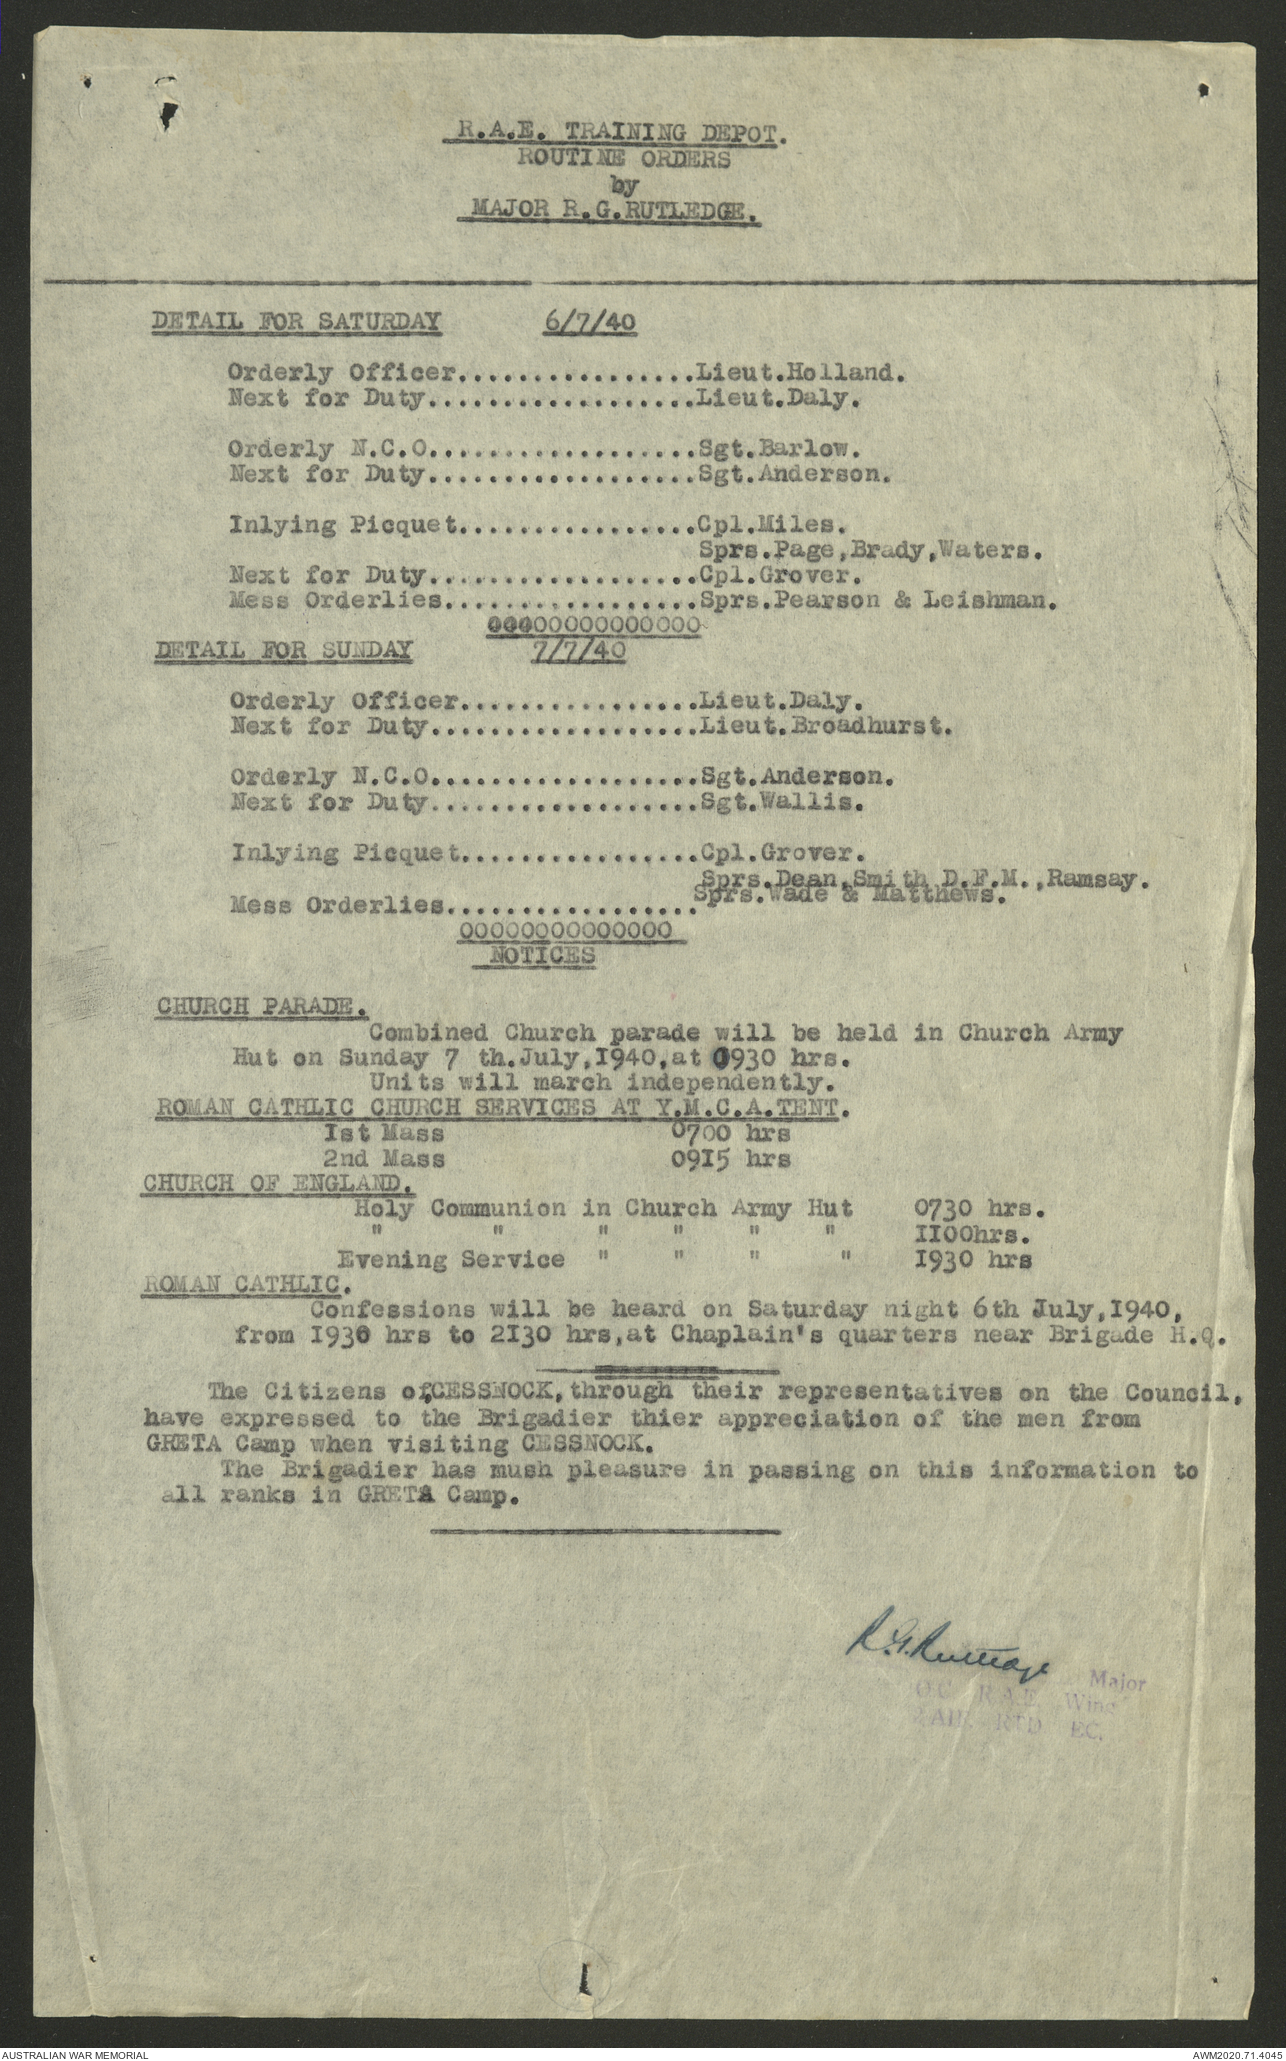 R.A.E. TRAINING DEPOT.
ROUTINE ORDERS
by
MAJOR R.G.RUTLEDGE.
DETAIL FOR SATURDAY 6/7/40
Orderly Officer................Lieut.Holland.
Next for Duty..................Lieut.Daly.
Orderly N.C.O..................Sgt.Barlow.
Next for Duty..................Sgt.Anderson.
Inlying Picquet................Cpl.Miles.
Sprs.Page,Brady,Waters.
Next for Duty..................Cpl.Grover.
Mess Orderlies.................Sprs.Pearson & Leishman.
00000000000000
DETAIL FOR SUNDAY 7/7/40
Orderly Officer................Lieut.Daly.
Next for Duty..................Lieut.Broadhurst.
Orderly N.C.O..................Sgt.Anderson.
Next for Duty..................Sgt.Wallis.
Inlying Picquet................Cpl.Grover.
Sprs.Dean,Smith D.F.M.,Ramsay.
Mess Orderlies.................Sprs.Wade & Matthews.
00000000000000
NOTICES
CHURCH PARADE.
Combined Church parade will be held in Church Army
Hut on Sunday 7 th.July,1940,at 0930 hrs.
Units will march independently.
ROMAN CATHLIC CHURCH SERVICES AT Y.M.C.A.TENT.
1st Mass 0700 hrs
2nd Mass 0915 hrs
CHURCH OF ENGLAND.
Holy Communion in Church Army Hut 0730 hrs.
" " " " " " 1100hrs.
Evening Service " " " " 1930 hrs
ROMAN CATHLIC.
Confessions will be heard on Saturday night 6th July,1940,
from 1930 hrs to 2130 hrs,at Chaplain's quarters near Brigade H.Q.
The Citizens of,CESSNOCK,through their representatives on the Council,
have expressed to the Brigadier thier appreciation of the men from
GRETA Camp when visiting CESSNOCK.
The Brigadier has mush pleasure in passing on this information to
all ranks in GRETA Camp.
R.G.Rutledge
Major
O.C. R.A.E. Wing
EC.
AUSTRALIAN WAR MEMORIAL
AWM2020.71.4045